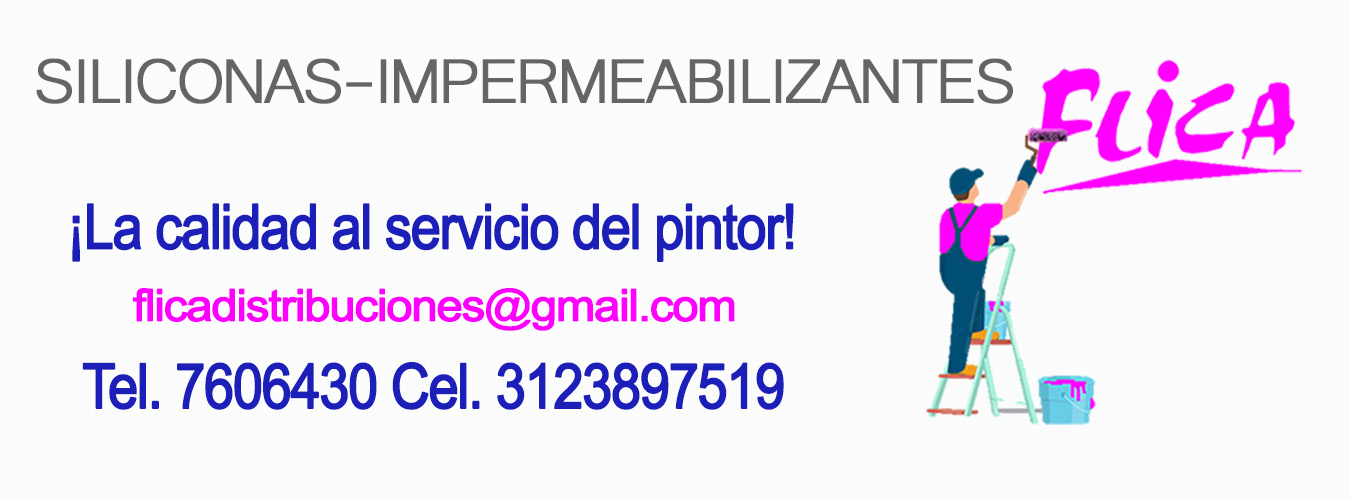 SILICONAS-IMPERMEABILIZANTES
FLiCA
¡La calidad al servicio del pintor!
flicadistribuciones@gmail.com
Tel. 7606430 Cel. 3123897519